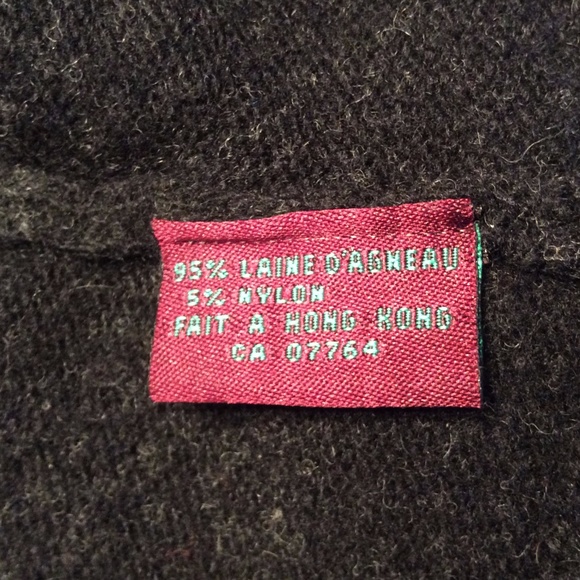 95% LAINE D'AGNEAU
5% NYLON
FAIT A HONG KONG
CA 07764